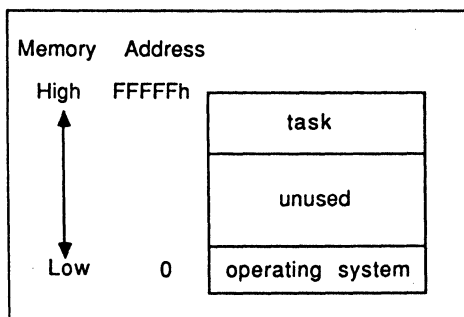 Memory Address
High FFFFFh
task
unused
Low 0 operating system